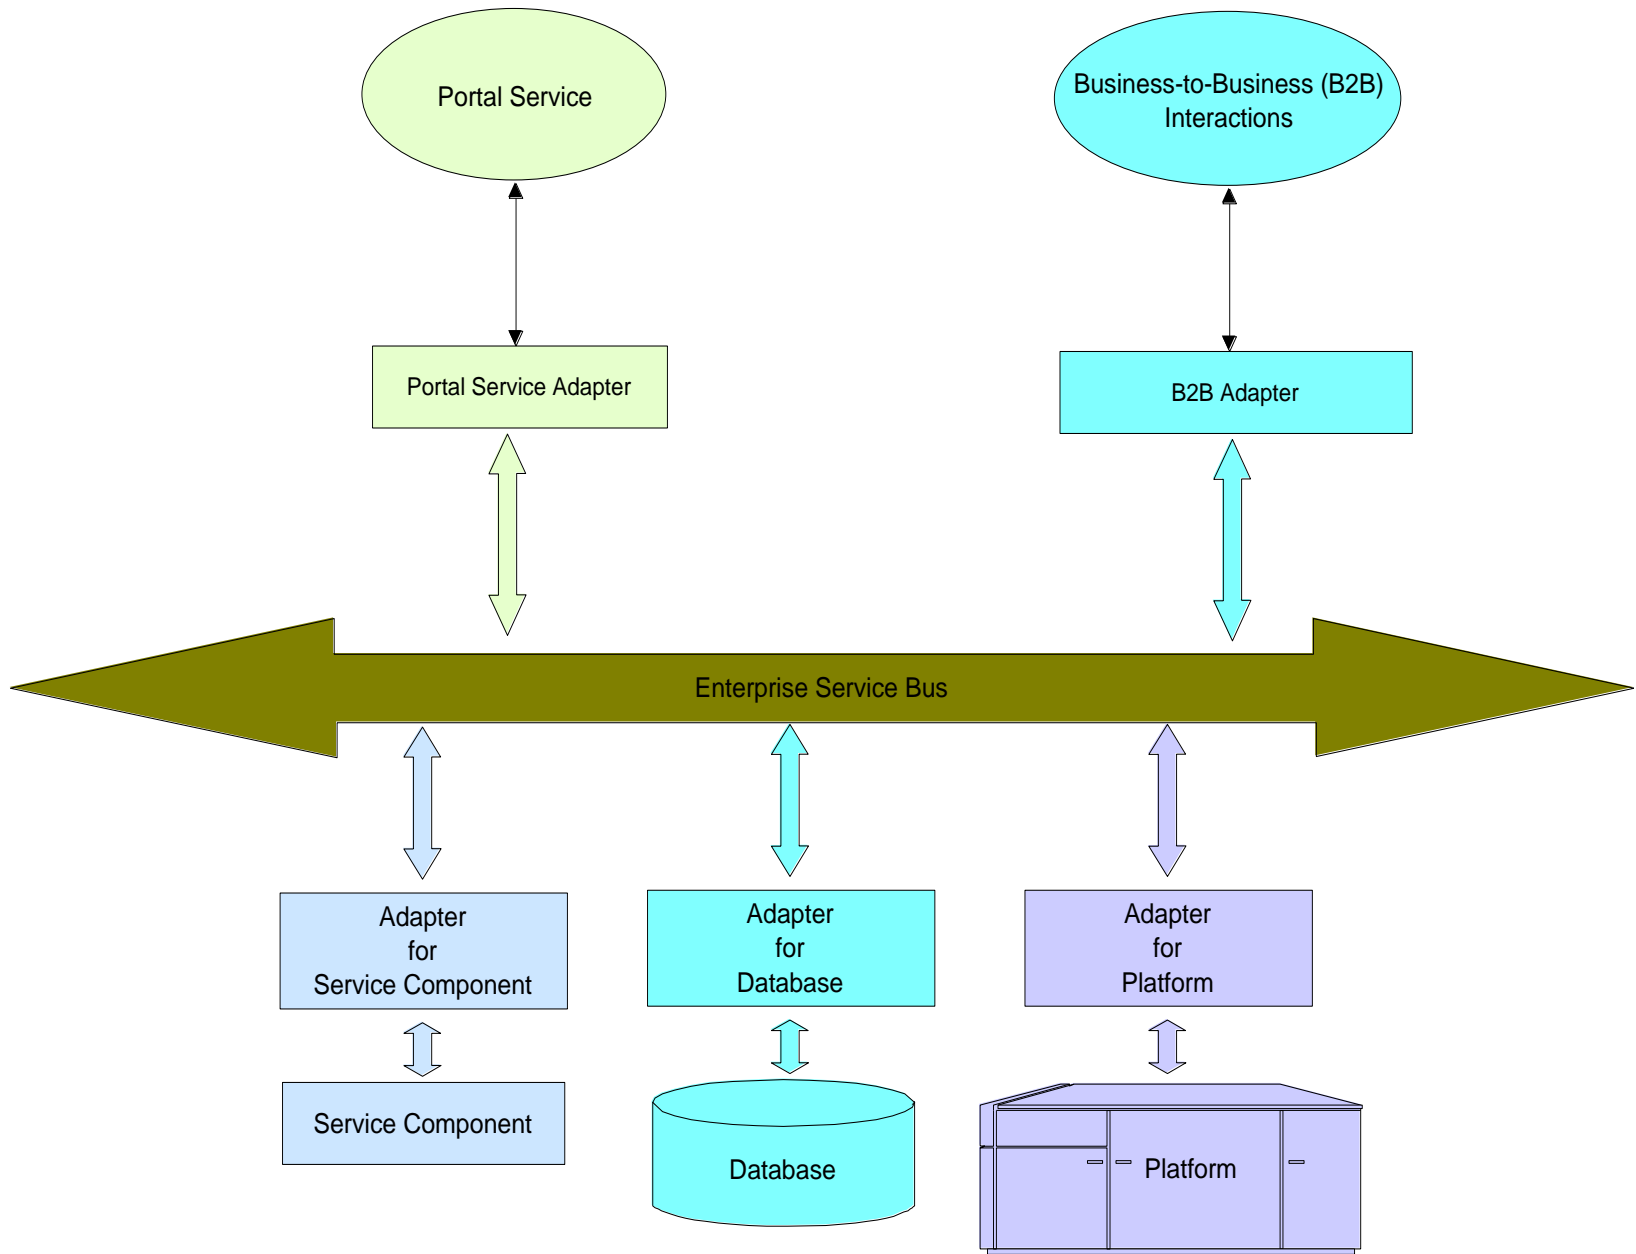 Portal Service
Business-to-Business (B2B)
Interactions
Portal Service Adapter
B2B Adapter
Enterprise Service Bus
Adapter
for
Service Component
Adapter
for
Database
Adapter
for
Platform
Service Component
Database
Platform